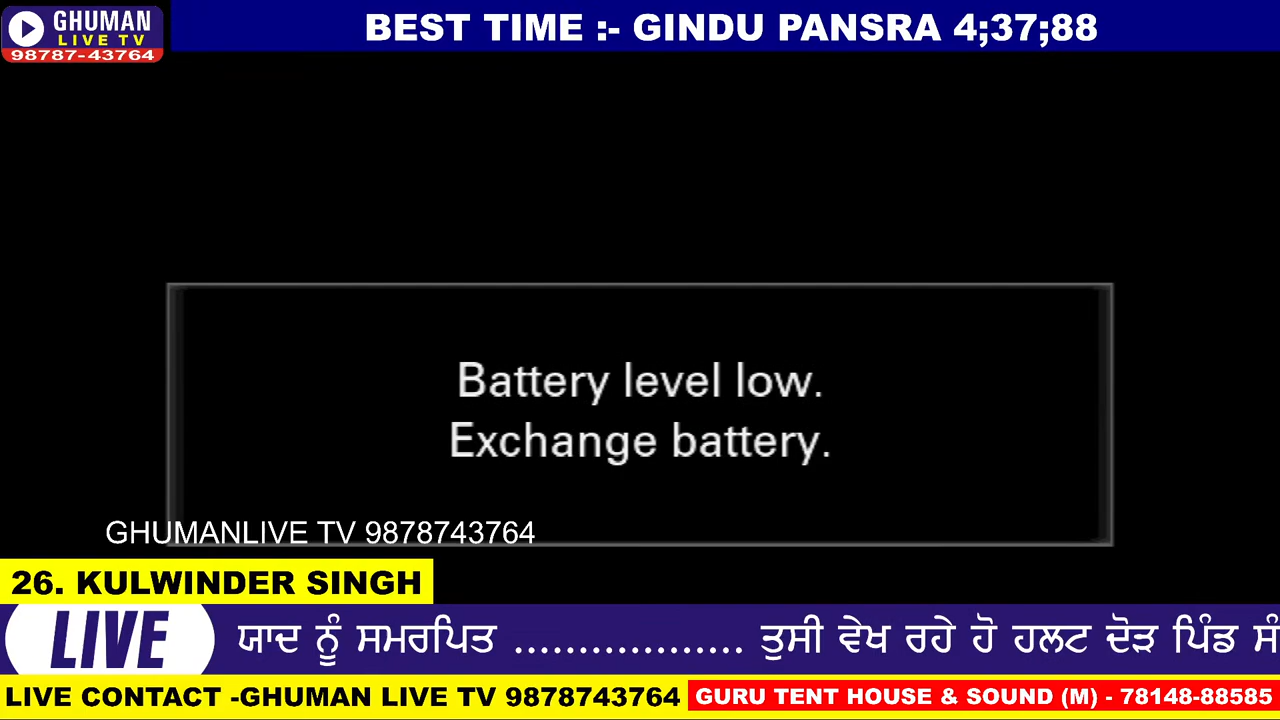 GHUMAN
LIVE TV
98787-43764
BEST TIME :- GINDU PANSRA 4;37;88
Battery level low.
Exchange battery.
GHUMANLIVE TV 9878743764
26. KULWINDER SINGH
LIVE
ਯਾਦ ਨੂੰ ਸਮਰਪਿਤ .................. ਤੁਸੀ ਵੇਖ ਰਹੇ ਹੋ ਹਲਟ ਦੋੜ ਪਿੰਡ
LIVE CONTACT -GHUMAN LIVE TV 9878743764
GURU TENT HOUSE & SOUND (M) - 78148-88585